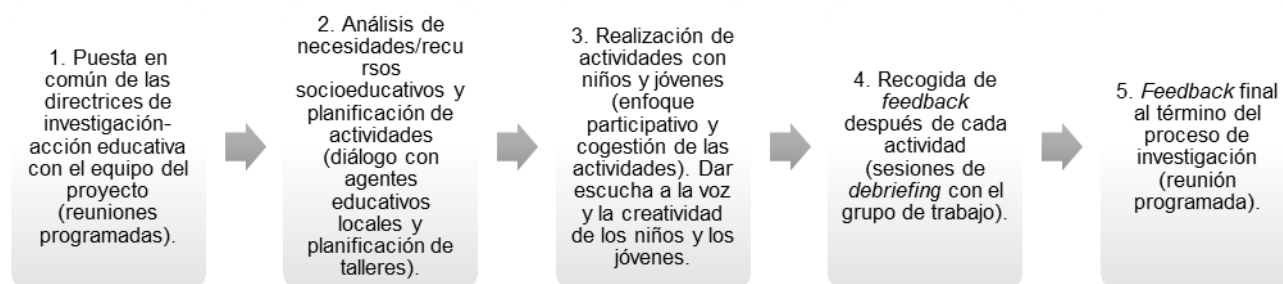 1. Puesta en
común de las
directrices de
investigación-
acción educativa
con el equipo del
proyecto
(reuniones
programadas).
2. Análisis de
necesidades/recu
rsos
socioeducativos y
planificación de
actividades
(diálogo con
agentes
educativos
locales y
planificación de
talleres).
3. Realización de
actividades con
niños y jóvenes
(enfoque
participativo y
cogestión de las
actividades). Dar
escucha a la voz
y la creatividad
de los niños y los
jóvenes.
4. Recogida de
feedback
después de cada
actividad
(sesiones de
debriefing con el
grupo de trabajo).
5. Feedback final
al término del
proceso de
investigación
(reunión
programada).